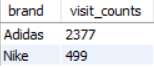 brand visit_counts
Adidas 2377
Nike 499